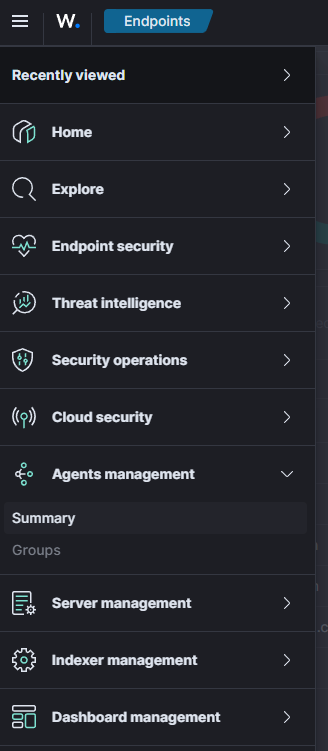 W.
Endpoints
Recently viewed
Home
Explore
Endpoint security
Threat intelligence
Security operations
Cloud security
Agents management
Summary
Groups
Server management
Indexer management
Dashboard management